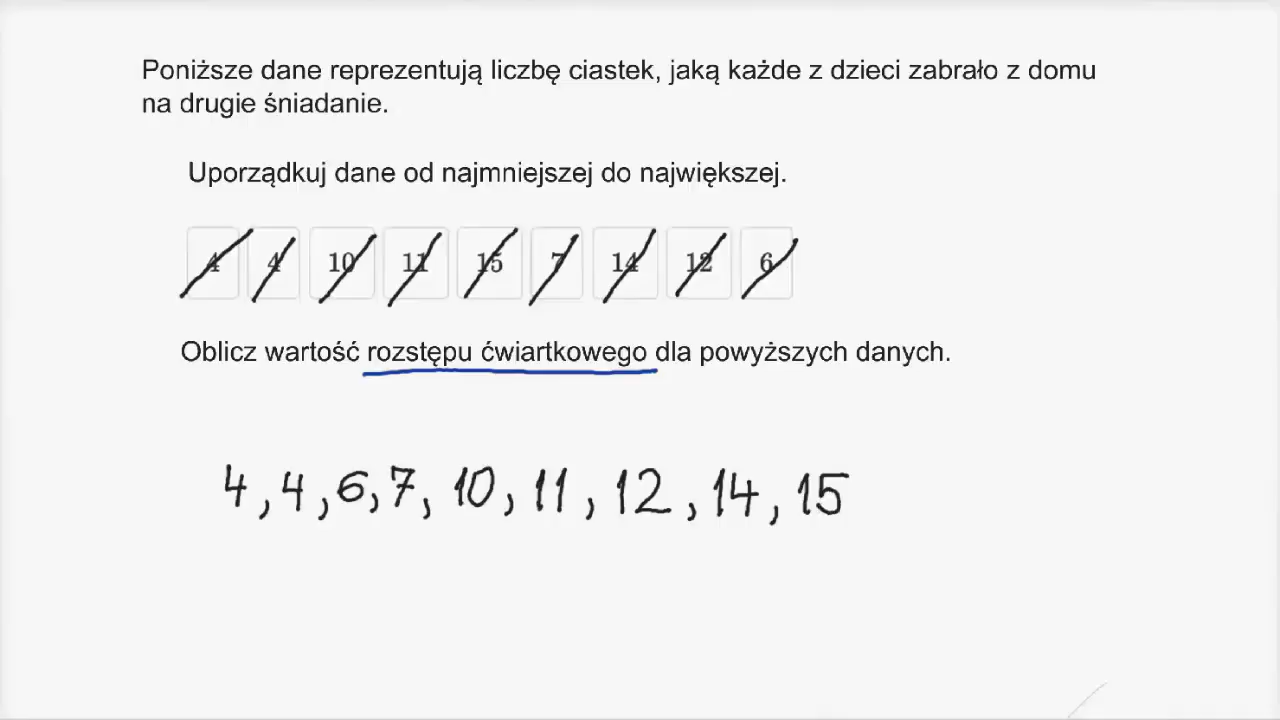 Poniższe dane reprezentują liczbę ciastek, jaką każde z dzieci zabrało z domu
na drugie śniadanie.
Uporządkuj dane od najmniejszej do największej.
4 4 10 11 15 7 14 12 6
Oblicz wartość rozstępu ćwiartkowego dla powyższych danych.
4, 4, 6, 7, 10, 11, 12, 14, 15